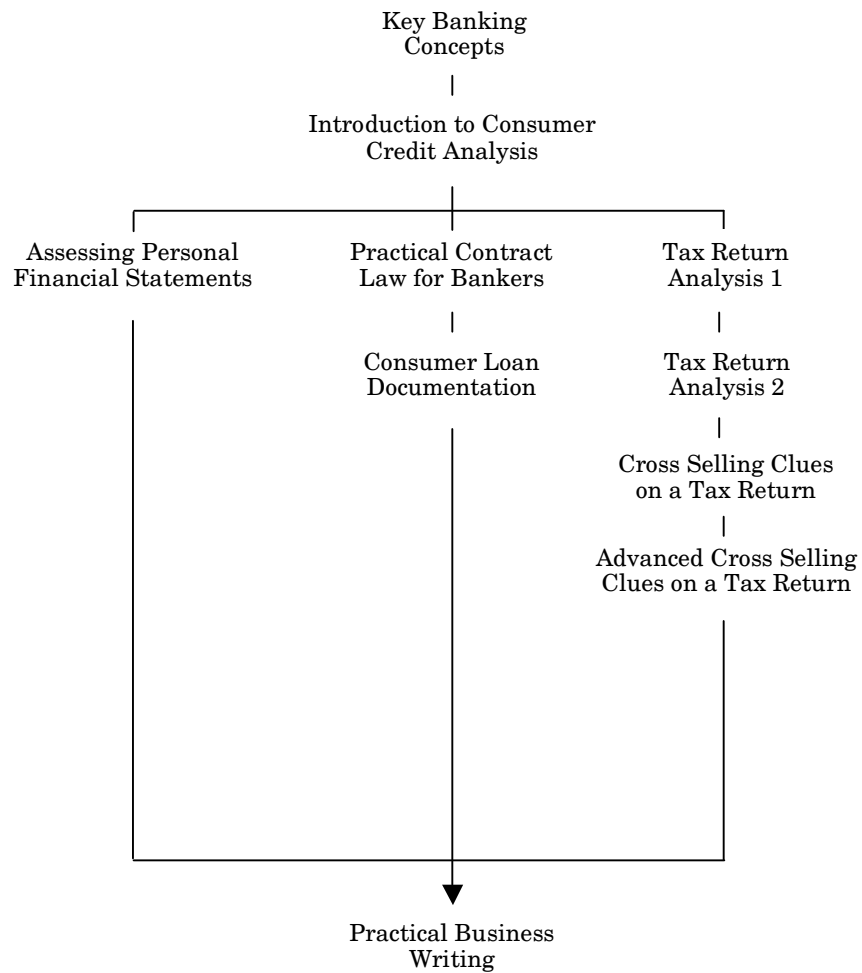 Key Banking
Concepts
Introduction to Consumer
Credit Analysis
Assessing Personal
Financial Statements
Practical Contract
Law for Bankers
Tax Return
Analysis 1
Consumer Loan
Documentation
Tax Return
Analysis 2
Cross Selling Clues
on a Tax Return
Advanced Cross Selling
Clues on a Tax Return
Practical Business
Writing